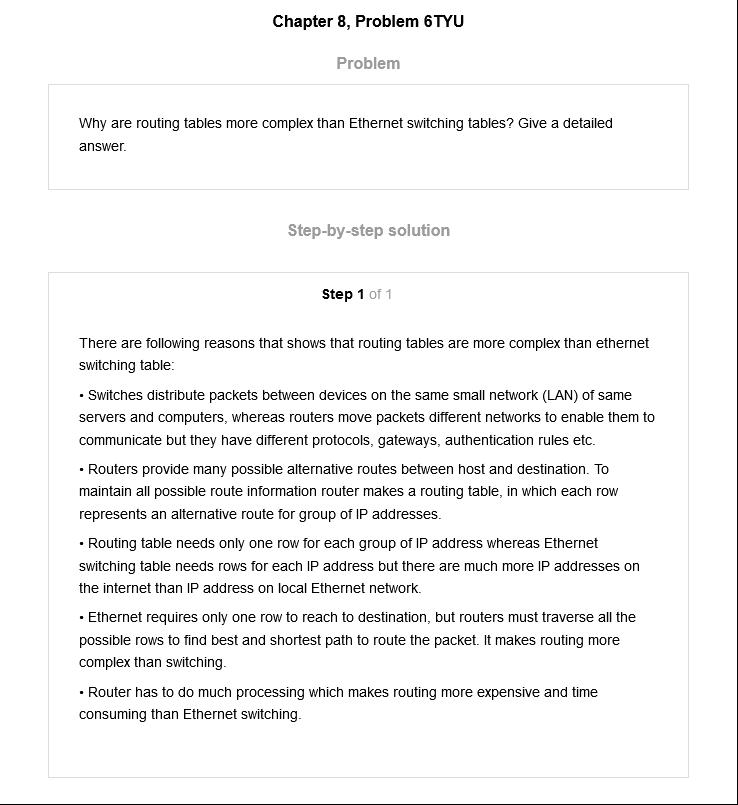 Chapter 8, Problem 6TYU
Problem
Why are routing tables more complex than Ethernet switching tables? Give a detailed
answer.
Step-by-step solution
Step 1 of 1
There are following reasons that shows that routing tables are more complex than ethernet
switching table:
• Switches distribute packets between devices on the same small network (LAN) of same
servers and computers, whereas routers move packets different networks to enable them to
communicate but they have different protocols, gateways, authentication rules etc.
• Routers provide many possible alternative routes between host and destination. To
maintain all possible route information router makes a routing table, in which each row
represents an alternative route for group of IP addresses.
• Routing table needs only one row for each group of IP address whereas Ethernet
switching table needs rows for each IP address but there are much more IP addresses on
the internet than IP address on local Ethernet network.
• Ethernet requires only one row to reach to destination, but routers must traverse all the
possible rows to find best and shortest path to route the packet. It makes routing more
complex than switching.
• Router has to do much processing which makes routing more expensive and time
consuming than Ethernet switching.